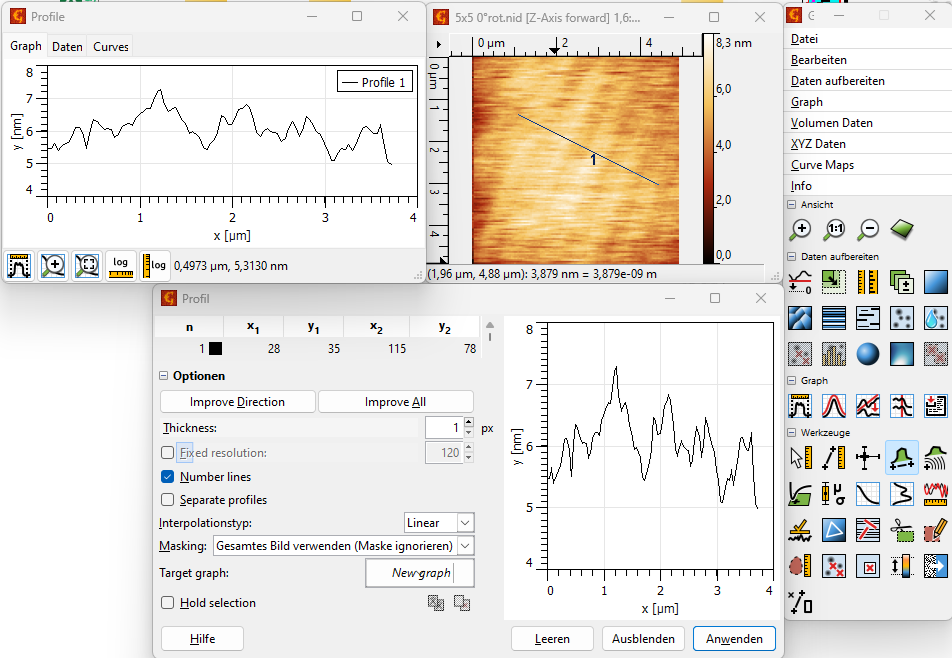 Profile
Graph Daten Curves
8
7
6
5
4
y [nm]
Profile 1
0 1 2 3 4
x [µm]
log log 0,4973 µm, 5,3130 nm
5x5 0°rot.nid [Z-Axis forward] 1,6:...
0 µm 2 4
0 µm
1
2
3
4
1
8,3 nm
6,0
4,0
2,0
0,0
(1,96 µm, 4,88 µm): 3,879 nm = 3,879e-09 m
Datei
Bearbeiten
Daten aufbereiten
Graph
Volumen Daten
XYZ Daten
Curve Maps
Info
Ansicht
1:1
Daten aufbereiten
Graph
Werkzeuge
Profil
n x1 y1 x2 y2
1 28 35 115 78
Optionen
Improve Direction Improve All
Thickness: 1 px
Fixed resolution: 120
Number lines
Separate profiles
Interpolationstyp: Linear
Masking: Gesamtes Bild verwenden (Maske ignorieren)
Target graph: New graph
Hold selection
8
7
6
5
4
y [nm]
0 1 2 3 4
x [µm]
Hilfe Leeren Ausblenden Anwenden